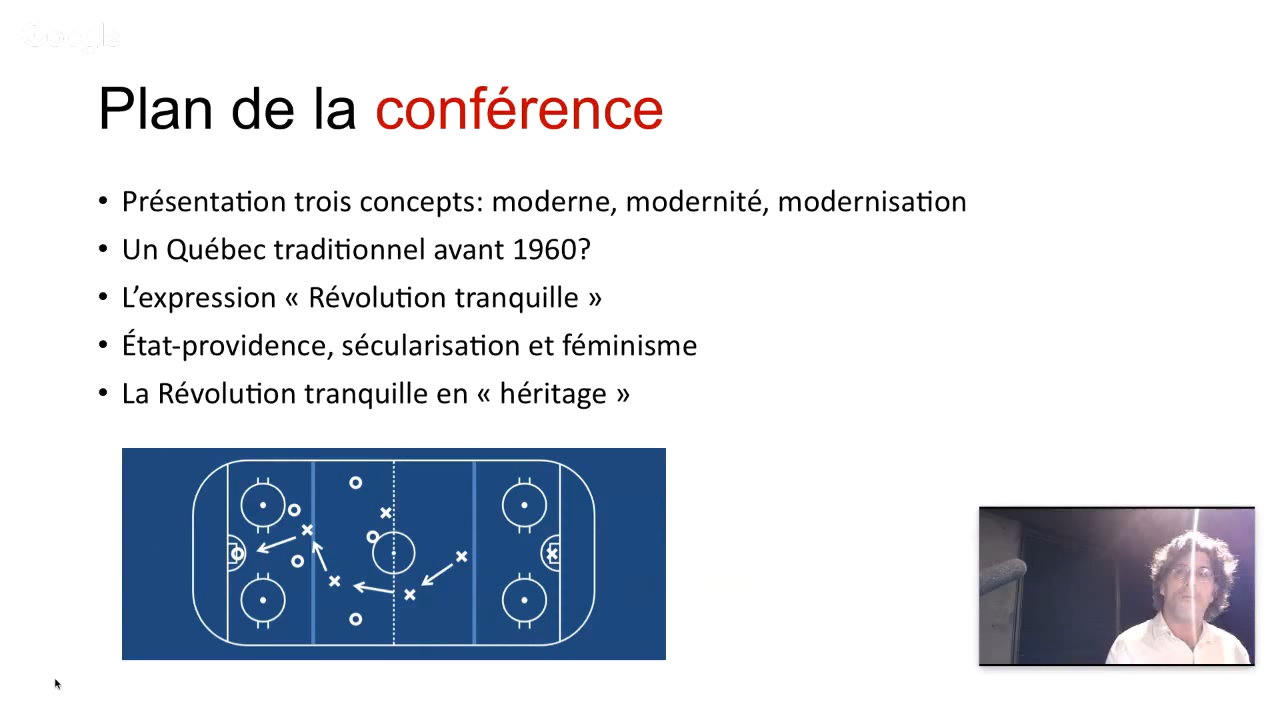 Plan de la conférence
• Présentation trois concepts: moderne, modernité, modernisation
• Un Québec traditionnel avant 1960?
• L’expression « Révolution tranquille »
• État-providence, sécularisation et féminisme
• La Révolution tranquille en « héritage »